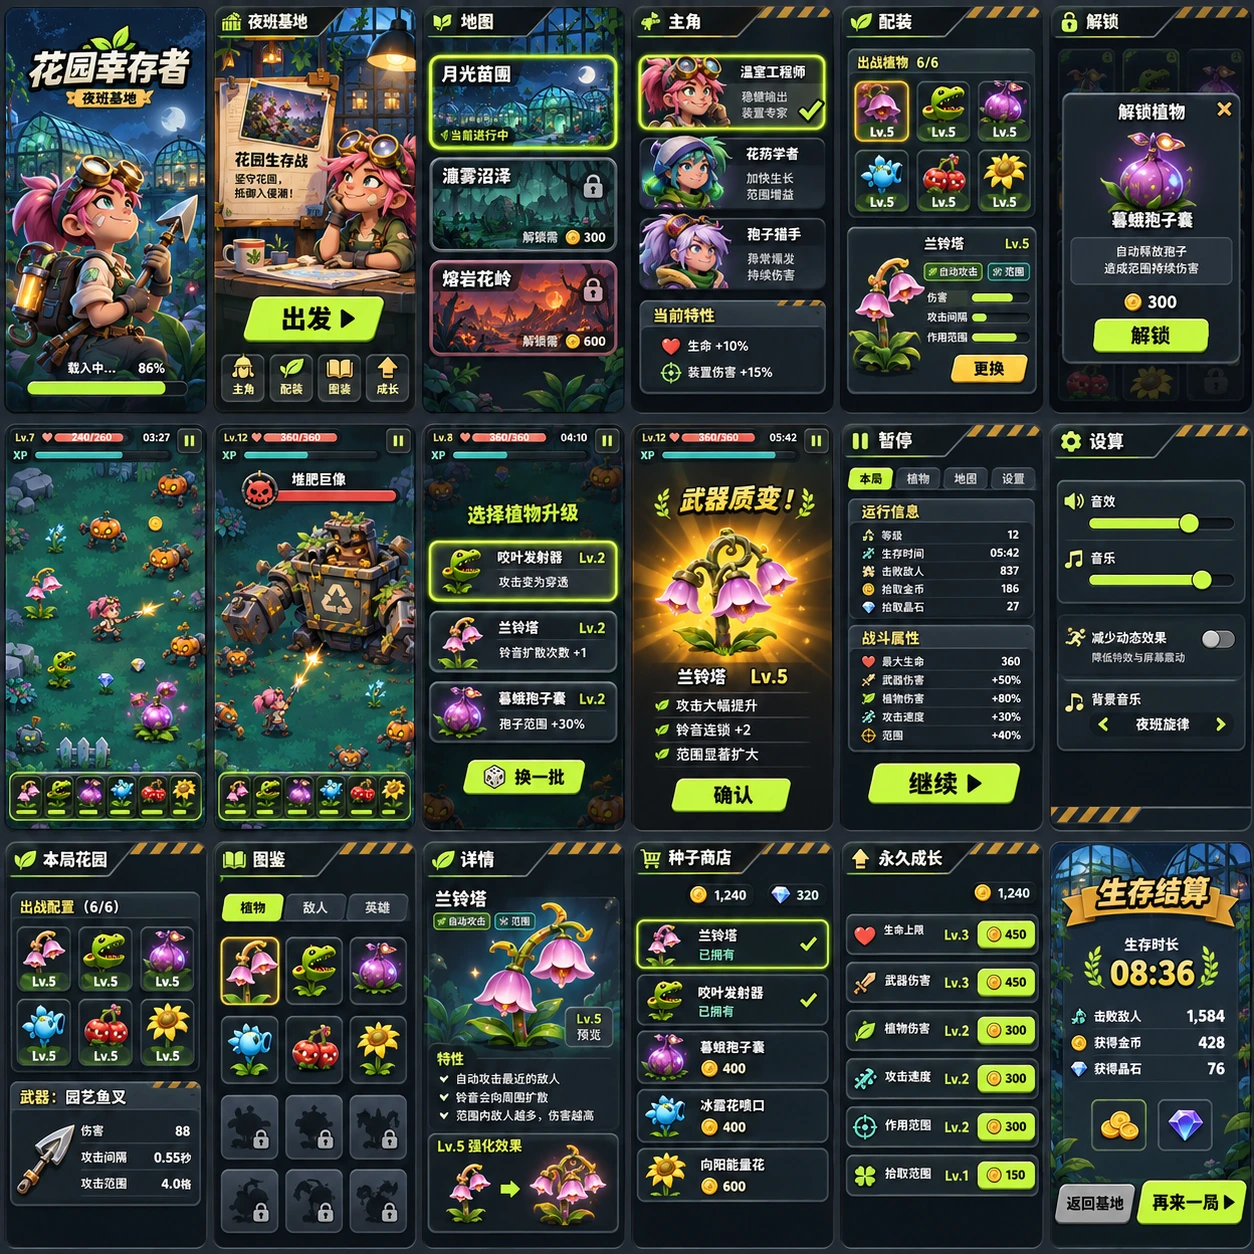 花园幸存者
夜班基地
载入中... 86%
夜班基地
花园生存战
坚守花园,
抵御入侵潮!
出发
主角
配装
图装
成长
地图
月光苗圃
当前进行中
沼泽
解锁需 300
熔岩花岭
解锁需 600
主角
温室工程师
稳健输出
装置专家
花药学者
加快生长
范围增益
孢子猎手
异常爆发
持续伤害
当前特性
生命 +10%
装置伤害 +15%
配装
出战植物 6/6
Lv.5
Lv.5
Lv.5
Lv.5
Lv.5
Lv.5
兰铃塔 Lv.5
自动攻击 范围
伤害
攻击间隔
作用范围
更换
解锁
解锁植物
暮蛾孢子囊
自动释放孢子
造成范围持续伤害
300
解锁
Lv.7 240/260 03:27
XP
Lv.12 360/360
XP
堆肥巨像
Lv.8 360/360 04:10
XP
选择植物升级
咬叶发射器 Lv.2
攻击变为穿透
兰铃塔 Lv.2
铃音扩散次数 +1
暮蛾孢子囊 Lv.2
孢子范围 +30%
换一批
Lv.12 360/360 05:42
XP
武器质变!
兰铃塔 Lv.5
攻击大幅提升
铃音连锁 +2
范围显著扩大
确认
暂停
本局 植物 地图 设置
运行信息
等级 12
生存时间 05:42
击败敌人 837
拾取金币 186
拾取晶石 27
战斗属性
最大生命 360
武器伤害 +50%
植物伤害 +80%
攻击速度 +30%
范围 +40%
继续
设算
音效
音乐
减少动态效果
降低特效与屏幕震动
背景音乐
夜班旋律
本局花园
出战配置 (6/6)
Lv.5
Lv.5
Lv.5
Lv.5
Lv.5
Lv.5
武器: 园艺鱼叉
伤害 88
攻击间隔 0.55秒
攻击范围 4.0格
图鉴
植物 敌人 英雄
详情
兰铃塔
自动攻击 范围
Lv.5
预览
特性
自动攻击最近的敌人
铃音会向周围扩散
范围内敌人越多, 伤害越高
Lv.5 强化效果
种子商店
1,240 320
兰铃塔
已拥有
咬叶发射器
已拥有
暮蛾孢子囊
400
冰露花喷口
400
向阳能量花
600
永久成长
1,240
生命上限 Lv.3 450
武器伤害 Lv.3 450
植物伤害 Lv.2 300
攻击速度 Lv.2 300
作用范围 Lv.2 300
拾取范围 Lv.1 150
生存结算
生存时长
08:36
击败敌人 1,584
获得金币 428
获得晶石 76
返回基地
再来一局